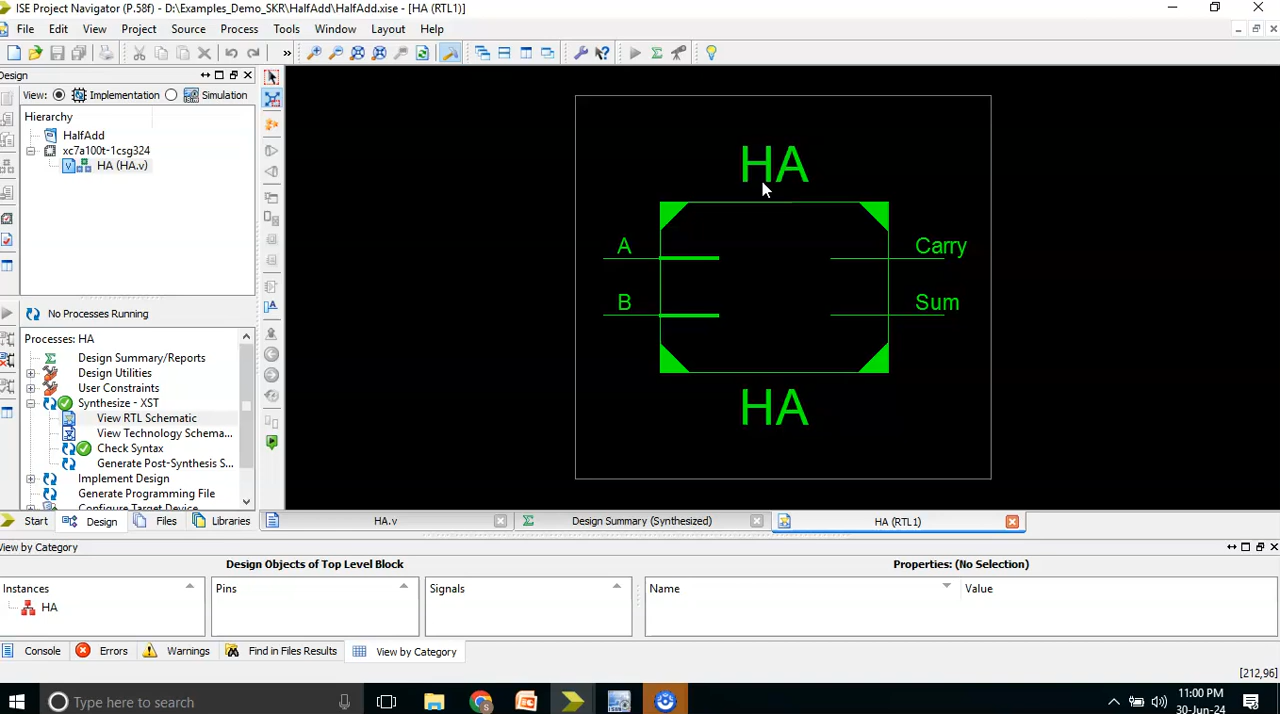 ISE Project Navigator (P.58f) - D:\Examples_Demo_SKR\HalfAdd\HalfAdd.xise - [HA (RTL1)]
File Edit View Project Source Process Tools Window Layout Help
»
Design
View: Implementation Simulation
Hierarchy
HalfAdd
xc7a100t-1csg324
HA (HA.v)
No Processes Running
Processes: HA
Design Summary/Reports
Design Utilities
User Constraints
Synthesize - XST
View RTL Schematic
View Technology Schema...
Check Syntax
Generate Post-Synthesis S...
Implement Design
Generate Programming File
Configure Target Device
Start Design Files Libraries
HA
A Carry
B Sum
HA
HA.v Design Summary (Synthesized) HA (RTL1)
View by Category
Design Objects of Top Level Block Properties: (No Selection)
Instances Pins Signals Name Value
HA
Console Errors Warnings Find in Files Results View by Category
[212,96]
Type here to search
11:00 PM
30-Jun-24